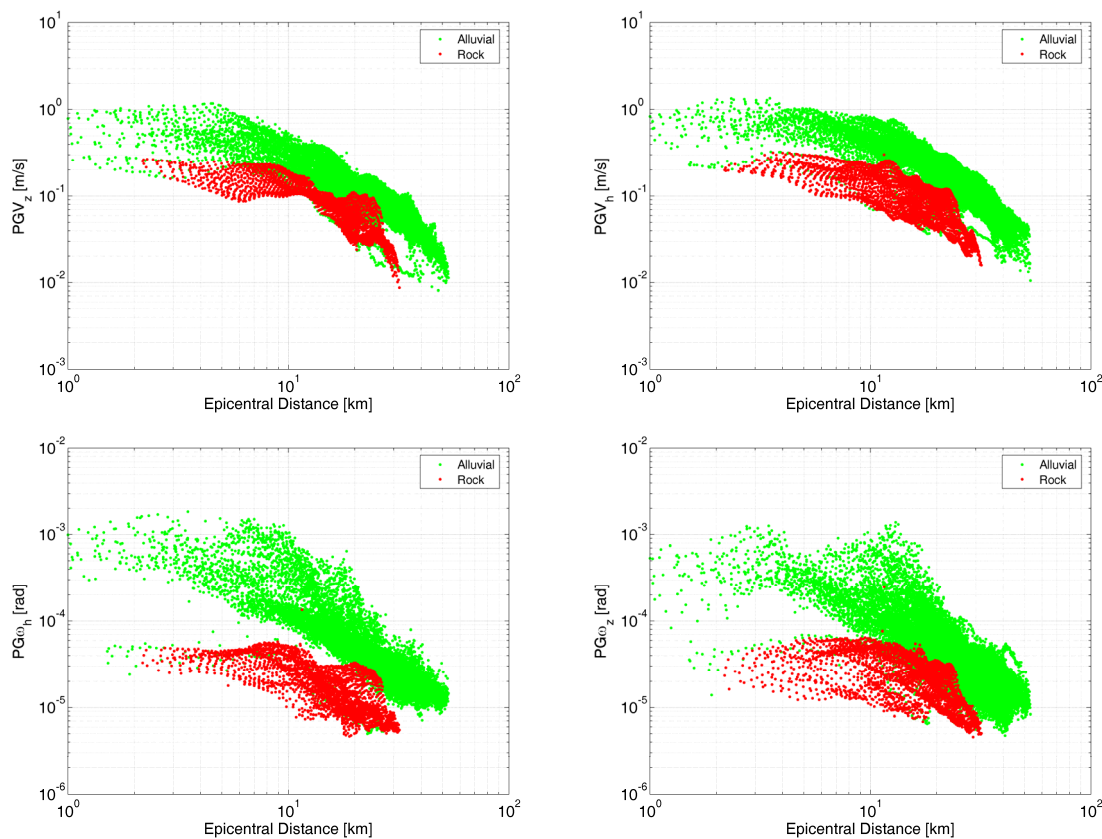 10^1
10^0
10^-1
10^-2
10^-3
PGV_z [m/s]
Alluvial
Rock
10^0
10^1
10^2
Epicentral Distance [km]
10^1
10^0
10^-1
10^-2
10^-3
PGV_h [m/s]
Alluvial
Rock
10^0
10^1
10^2
Epicentral Distance [km]
10^-2
10^-3
10^-4
10^-5
10^-6
PGω_h [rad]
Alluvial
Rock
10^0
10^1
10^2
Epicentral Distance [km]
10^-2
10^-3
10^-4
10^-5
10^-6
PGω_z [rad]
Alluvial
Rock
10^0
10^1
10^2
Epicentral Distance [km]